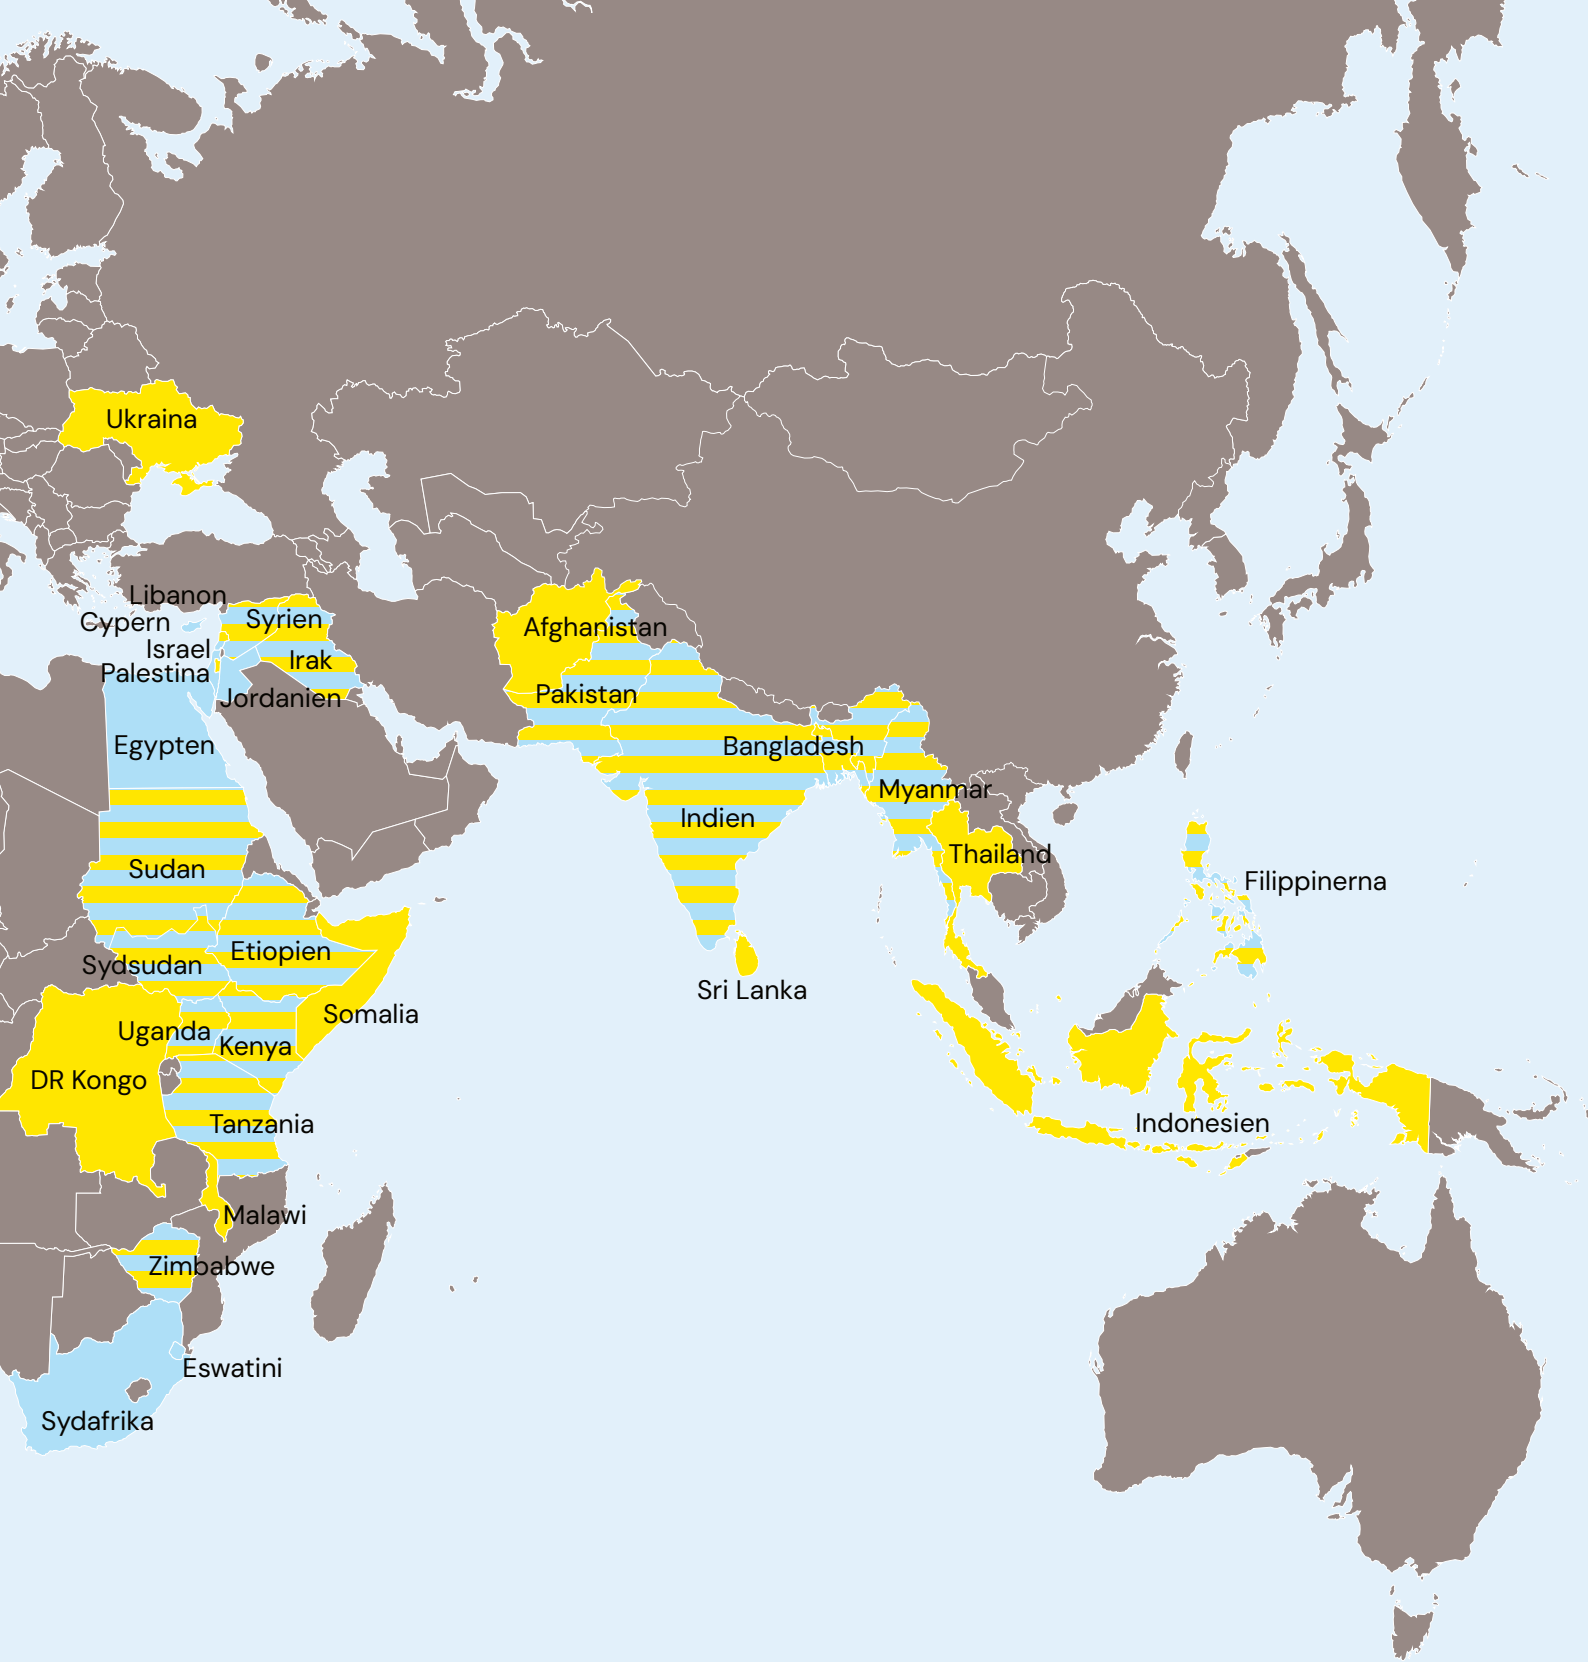 Ukraina
Libanon
Cypern
Syrien
Afghanistan
Israel
Irak
Palestina
Jordanien
Pakistan
Egypten
Bangladesh
Myanmar
Indien
Thailand
Sudan
Filippinerna
Etiopien
Sydsudan
Sri Lanka
Somalia
Uganda
Kenya
DR Kongo
Tanzania
Indonesien
Malawi
Zimbabwe
Eswatini
Sydafrika